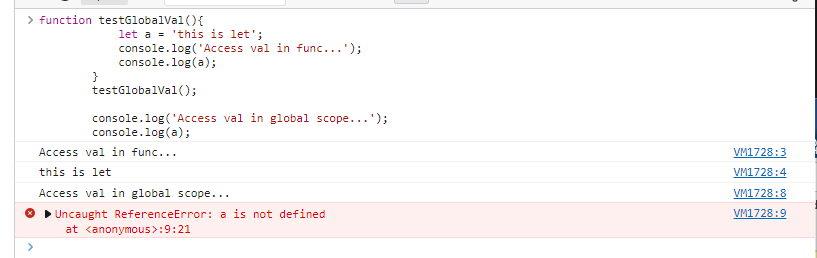 function testGlobalVal(){
let a = 'this is let';
console.log('Access val in func...');
console.log(a);
}
testGlobalVal();
console.log('Access val in global scope...');
console.log(a);
Access val in func... VM1728:3
this is let VM1728:4
Access val in global scope... VM1728:8
Uncaught ReferenceError: a is not defined VM1728:9
at <anonymous>:9:21